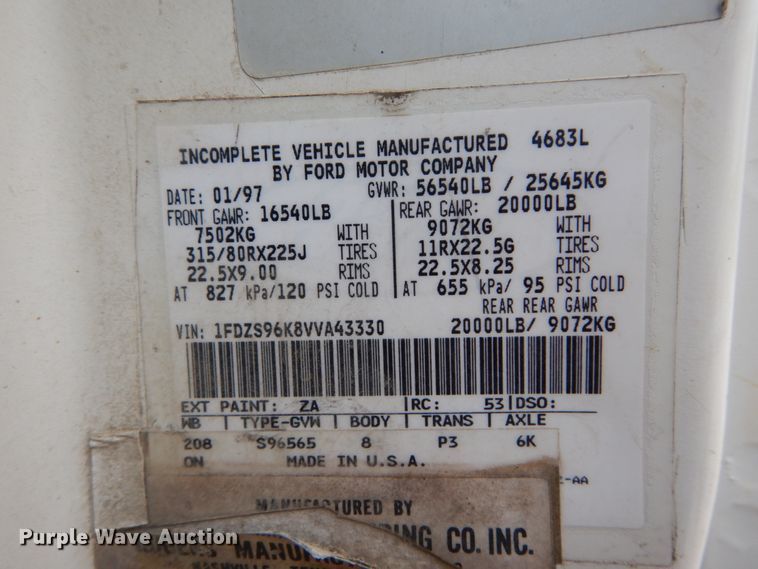 INCOMPLETE VEHICLE MANUFACTURED 4683L
BY FORD MOTOR COMPANY
DATE: 01/97 GVWR: 56540LB / 25645KG
FRONT GAWR: 16540LB REAR GAWR: 20000LB
7502KG WITH 9072KG WITH
315/80RX225J TIRES 11RX22.5G TIRES
22.5X9.00 RIMS 22.5X8.25 RIMS
AT 827 kPa/120 PSI COLD AT 655 kPa/ 95 PSI COLD
REAR REAR GAWR
VIN: 1FDZS96K8VVA43330 20000LB/ 9072KG
EXT PAINT: ZA RC: 53 DSO:
WB TYPE-GVW BODY TRANS AXLE
208 S96565 8 P3 6K
ON MADE IN U.S.A.
-AA
MANUFACTURED BY
CO. INC.
Purple Wave Auction